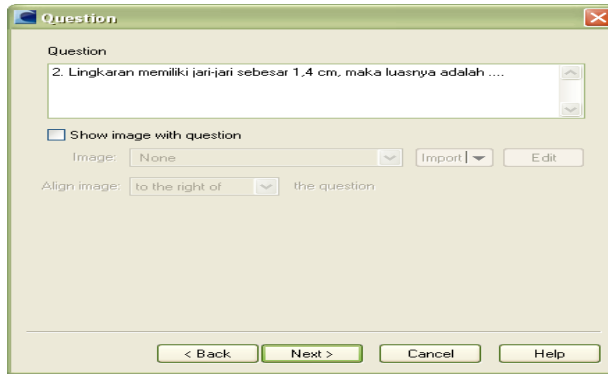 Question
Question
2. Lingkaran memiliki jari-jari sebesar 1,4 cm, maka luasnya adalah ....
Show image with question
Image: None Import Edit
Align image: to the right of the question
< Back Next > Cancel Help